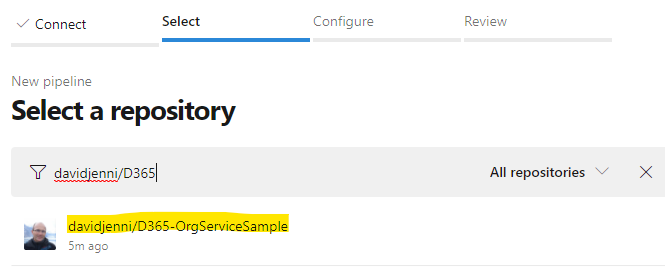 Connect Select Configure Review
New pipeline
Select a repository
davidjenni/D365 All repositories
davidjenni/D365-OrgServiceSample
5m ago